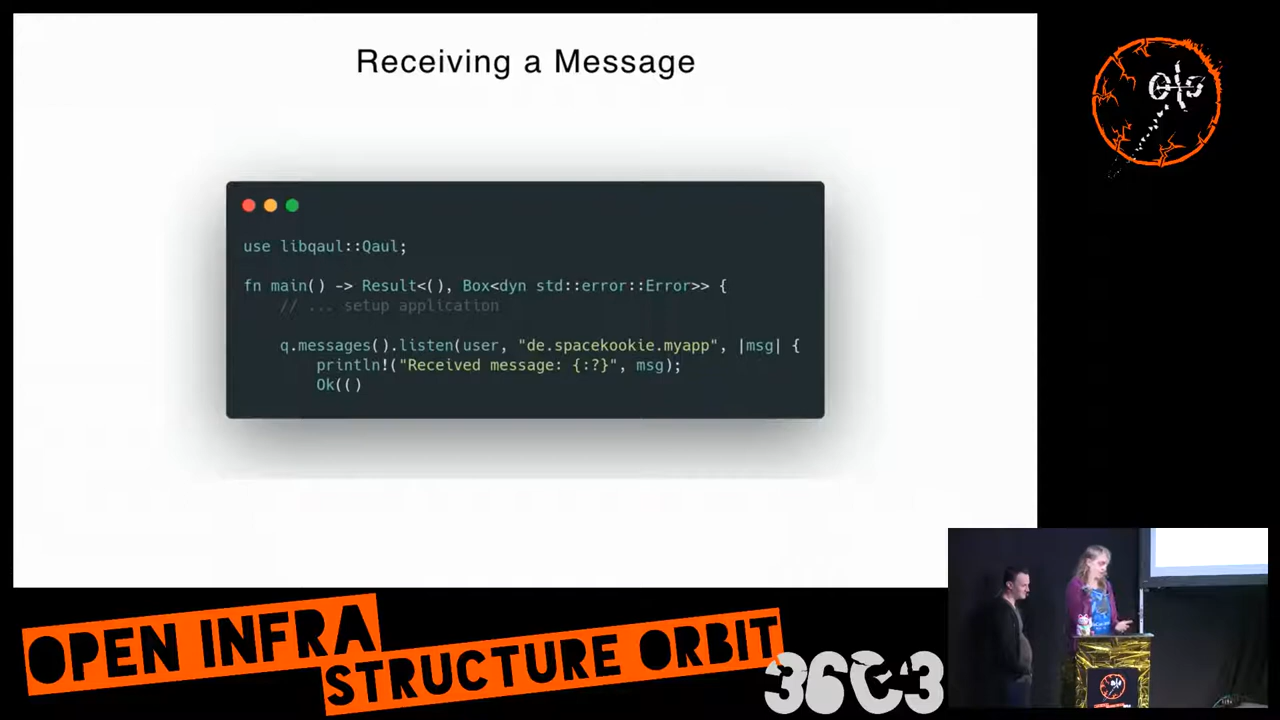 Receiving a Message
use libqaul::Qaul;
fn main() -> Result<(), Box<dyn std::error::Error>> {
// ... setup application
q.messages().listen(user, "de.spacekookie.myapp", |msg| {
println!("Received message: {:?}", msg);
Ok(()
OPEN INFRA
STRUCTURE ORBIT
36C3